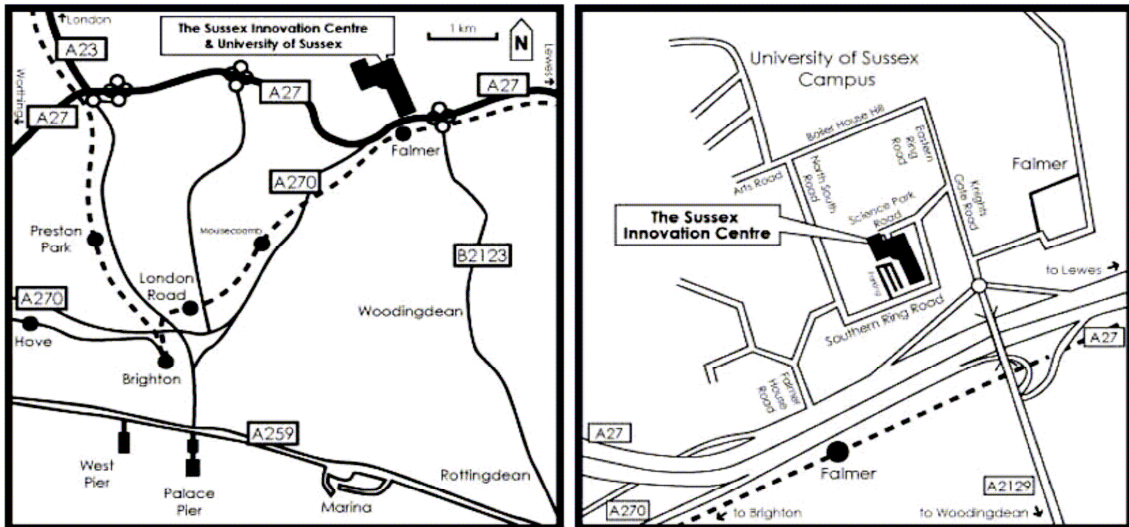 London
The Sussex Innovation Centre
& University of Sussex
1 km
N
Lewes
A23
Worthing
A27
A27
A27
Falmer
A270
Preston
Park
Mousecoomb
B2123
London
Road
A270
Woodingdean
Hove
Brighton
A259
West
Pier
Palace
Pier
Marina
Rottingdean
University of Sussex
Campus
Boiler House Hill
Eastern
Ring
Road
Falmer
Arts Road
North South
Road
Knights
Gate Road
Science Park
Road
The Sussex
Innovation Centre
Parking
to Lewes
Southern Ring Road
A27
Falmer
House
Road
A27
Falmer
A2129
A270
to Brighton
to Woodingdean